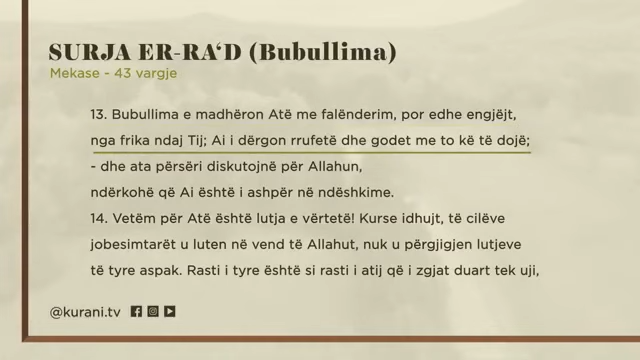 SURJA ER-RA‘D (Bubullima)
Mekase - 43 vargje
13. Bubullima e madhëron Atë me falënderim, por edhe engjëjt,
nga frika ndaj Tij; Ai i dërgon rrufetë dhe godet me to kë të dojë;
- dhe ata përsëri diskutojnë për Allahun,
ndërkohë që Ai është i ashpër në ndëshkime.
14. Vetëm për Atë është lutja e vërtetë! Kurse idhujt, të cilëve
jobesimtarët u luten në vend të Allahut, nuk u përgjigjen lutjeve
të tyre aspak. Rasti i tyre është si rasti i atij që i zgjat duart tek uji,
@kurani.tv